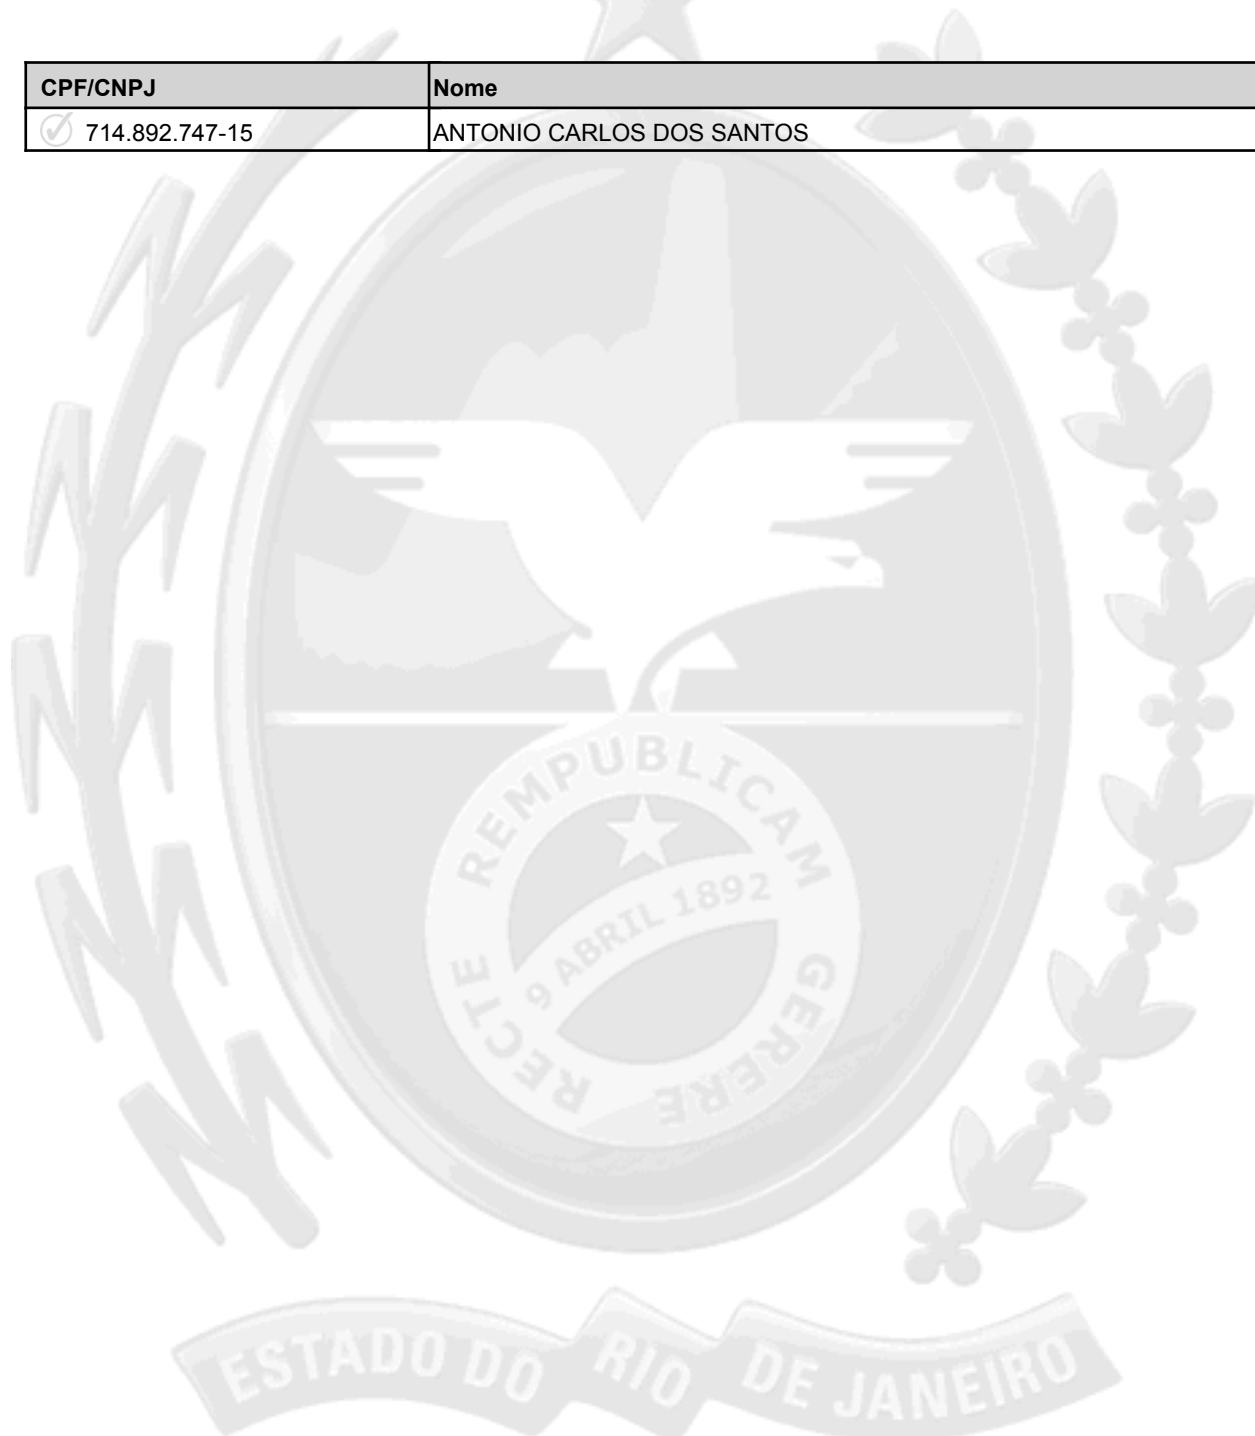 CPF/CNPJ Nome
714.892.747-15 ANTONIO CARLOS DOS SANTOS
REMPUBLICAM
9 ABRIL 1892
RECTE GERERE
ESTADO DO RIO DE JANEIRO